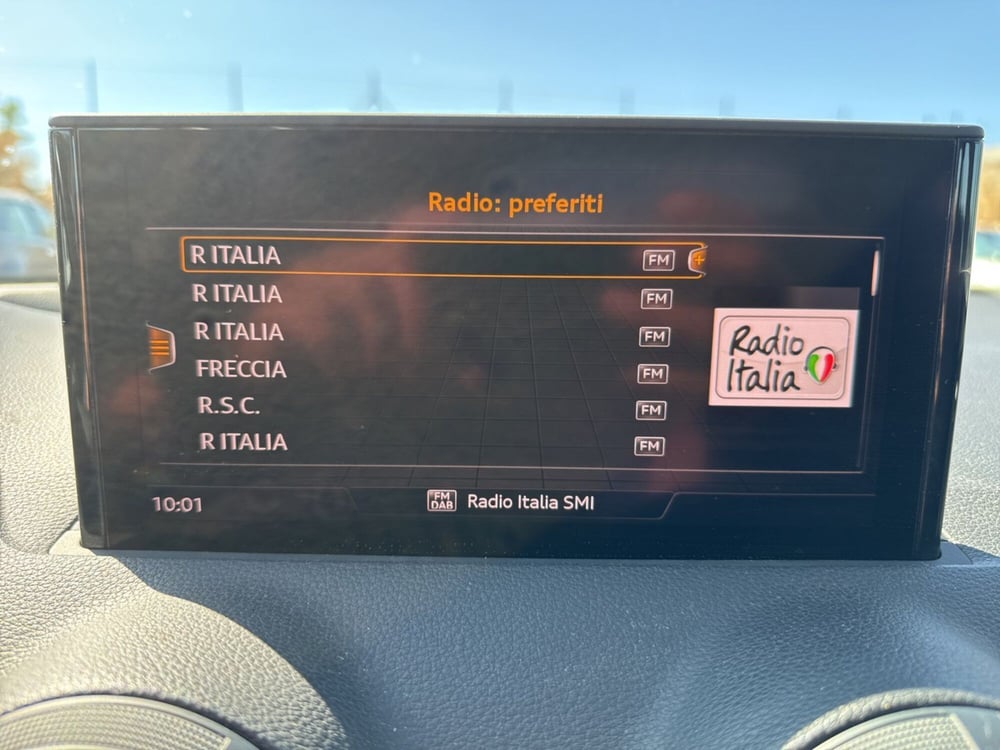 Radio: preferiti
R ITALIA FM +
R ITALIA FM
R ITALIA FM
FRECCIA FM
R.S.C. FM
R ITALIA FM
Radio
Italia
10:01 FM DAB Radio Italia SMI